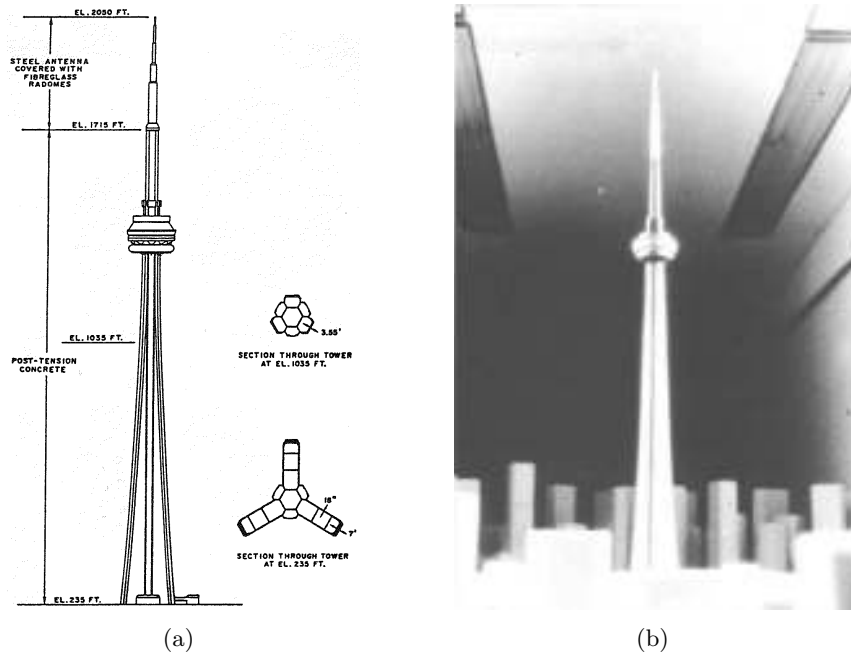 EL. 2050 FT.
STEEL ANTENNA
COVERED WITH
FIBREGLASS
RADOMES
EL. 1715 FT.
EL. 1035 FT.
POST-TENSION
CONCRETE
3.55'
SECTION THROUGH TOWER
AT EL. 1035 FT.
18"
7'
SECTION THROUGH TOWER
AT EL. 235 FT.
EL. 235 FT.
(a)
(b)